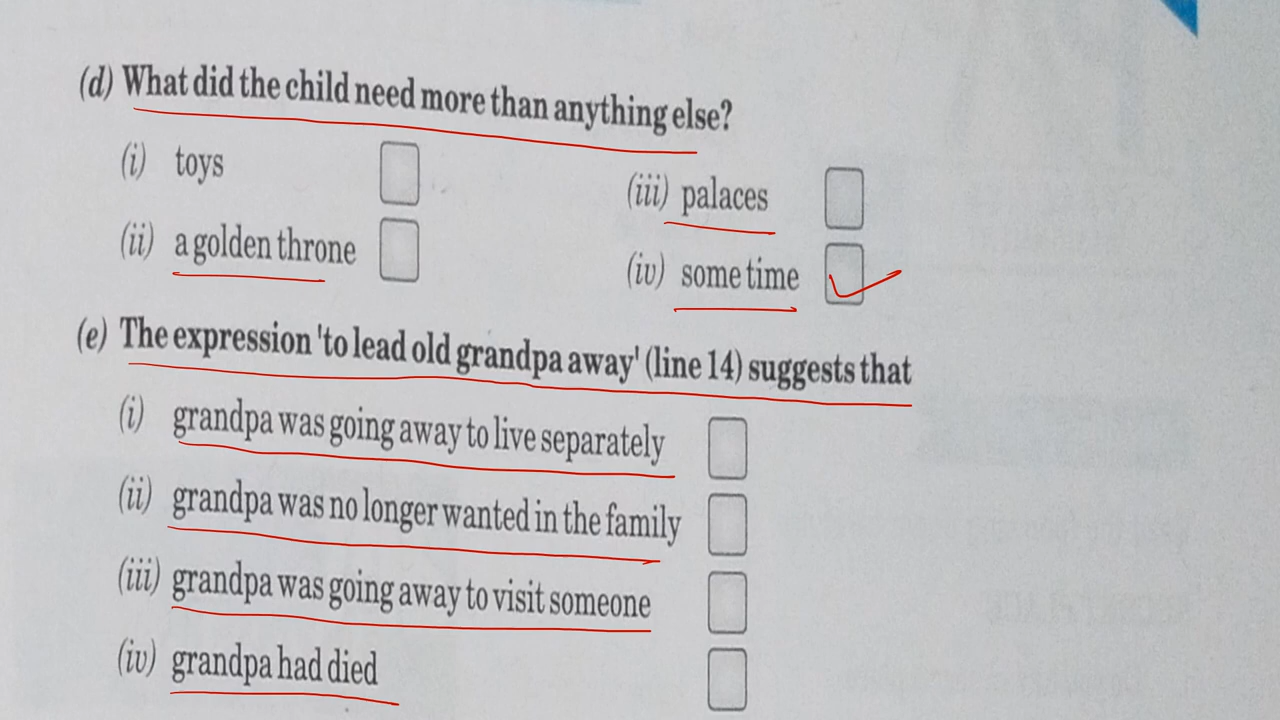 (d) What did the child need more than anything else?
(i) toys
(iii) palaces
(ii) a golden throne
(iv) some time
(e) The expression 'to lead old grandpa away' (line 14) suggests that
(i) grandpa was going away to live separately
(ii) grandpa was no longer wanted in the family
(iii) grandpa was going away to visit someone
(iv) grandpa had died